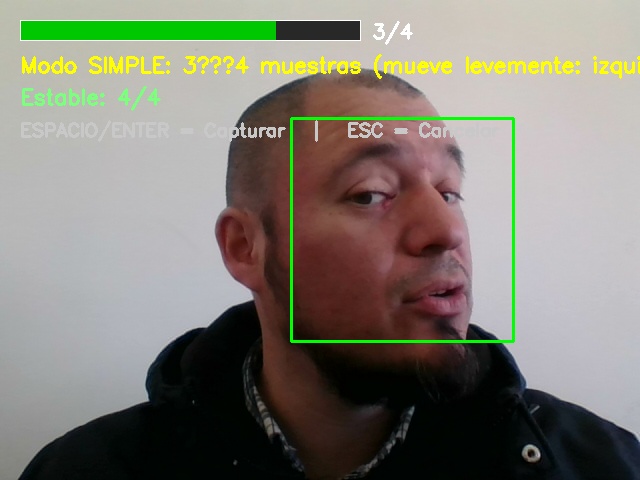 3/4
Modo SIMPLE: 3???4 muestras (mueve levemente: izqui
Estable: 4/4
ESPACIO/ENTER = Capturar | ESC = Cancelar